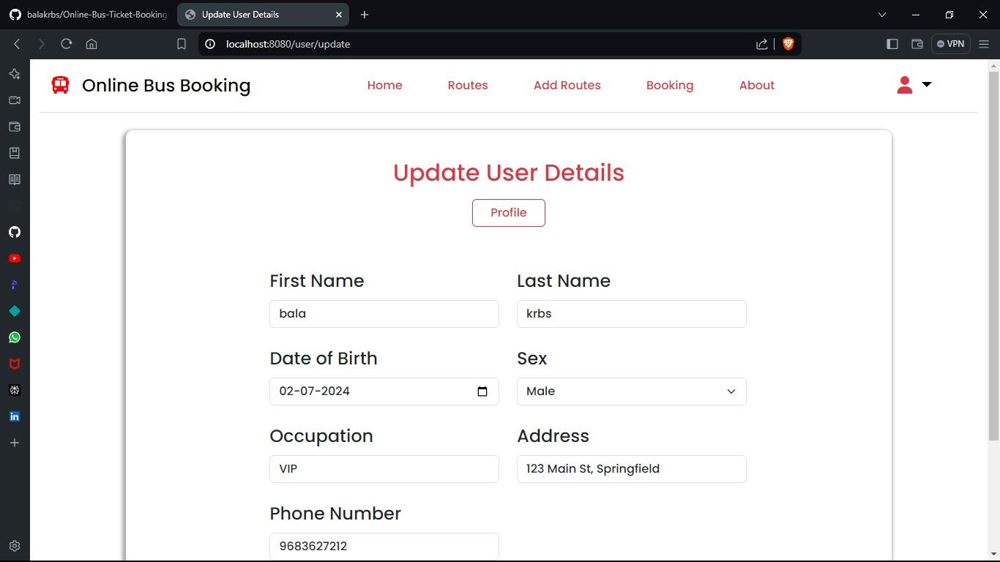 balakrbs/Online-Bus-Ticket-Booking
Update User Details
localhost:8080/user/update
VPN
Online Bus Booking
Home
Routes
Add Routes
Booking
About
Update User Details
Profile
First Name
Last Name
bala
krbs
Date of Birth
Sex
02-07-2024
Male
Occupation
Address
VIP
123 Main St, Springfield
Phone Number
9683627212
in